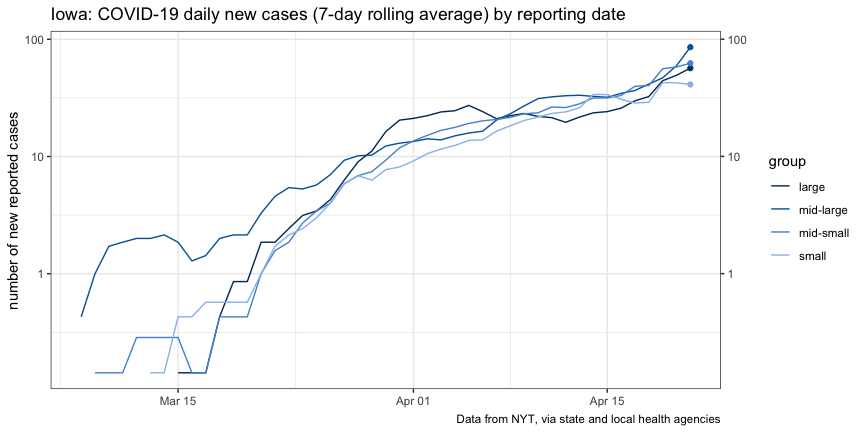 Iowa: COVID-19 daily new cases (7-day rolling average) by reporting date
number of new reported cases
100
10
1
100
10
1
Mar 15
Apr 01
Apr 15
group
large
mid-large
mid-small
small
Data from NYT, via state and local health agencies